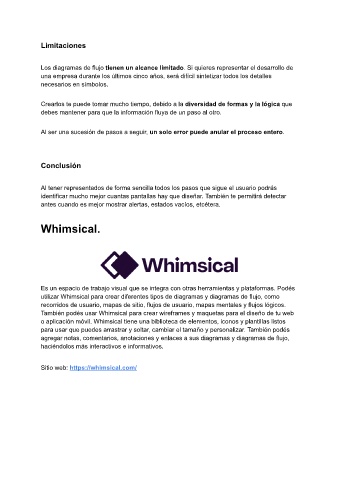 Limitaciones
Los diagramas de flujo tienen un alcance limitado. Si quieres representar el desarrollo de
una empresa durante los últimos cinco años, será difícil sintetizar todos los detalles
necesarios en símbolos.
Crearlos te puede tomar mucho tiempo, debido a la diversidad de formas y la lógica que
debes mantener para que la información fluya de un paso al otro.
Al ser una sucesión de pasos a seguir, un solo error puede anular el proceso entero.
Conclusión
Al tener representados de forma sencilla todos los pasos que sigue el usuario podrás
identificar mucho mejor cuantas pantallas hay que diseñar. También te permitirá detectar
antes cuando es mejor mostrar alertas, estados vacíos, etcétera.
Whimsical.
Whimsical
Es un espacio de trabajo visual que se integra con otras herramientas y plataformas. Podés
utilizar Whimsical para crear diferentes tipos de diagramas y diagramas de flujo, como
recorridos de usuario, mapas de sitio, flujos de usuario, mapas mentales y flujos lógicos.
También podés usar Whimsical para crear wireframes y maquetas para el diseño de tu web
o aplicación móvil. Whimsical tiene una biblioteca de elementos, iconos y plantillas listos
para usar que puedes arrastrar y soltar, cambiar el tamaño y personalizar. También podés
agregar notas, comentarios, anotaciones y enlaces a sus diagramas y diagramas de flujo,
haciéndolos más interactivos e informativos.
Sitio web: https://whimsical.com/